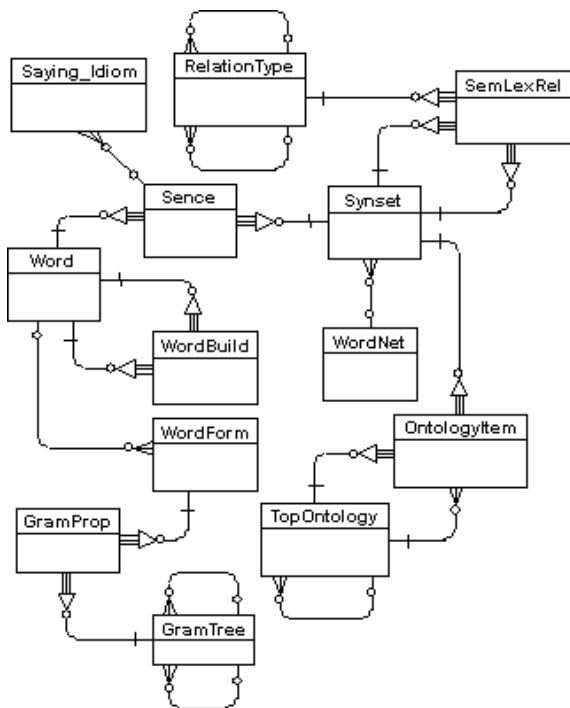 Saying_Idiom
RelationType
SemLexRel
Sence
Synset
Word
WordBuild
WordNet
WordForm
OntologyItem
GramProp
TopOntology
GramTree